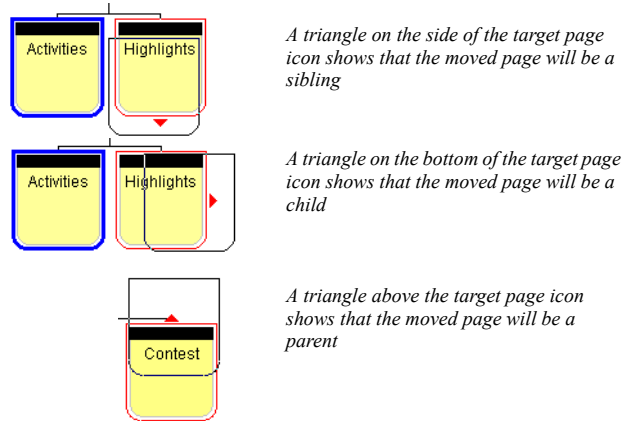 Activities
Highlights
A triangle on the side of the target page
icon shows that the moved page will be a
sibling
Activities
Highlights
A triangle on the bottom of the target page
icon shows that the moved page will be a
child
Contest
A triangle above the target page icon
shows that the moved page will be a
parent